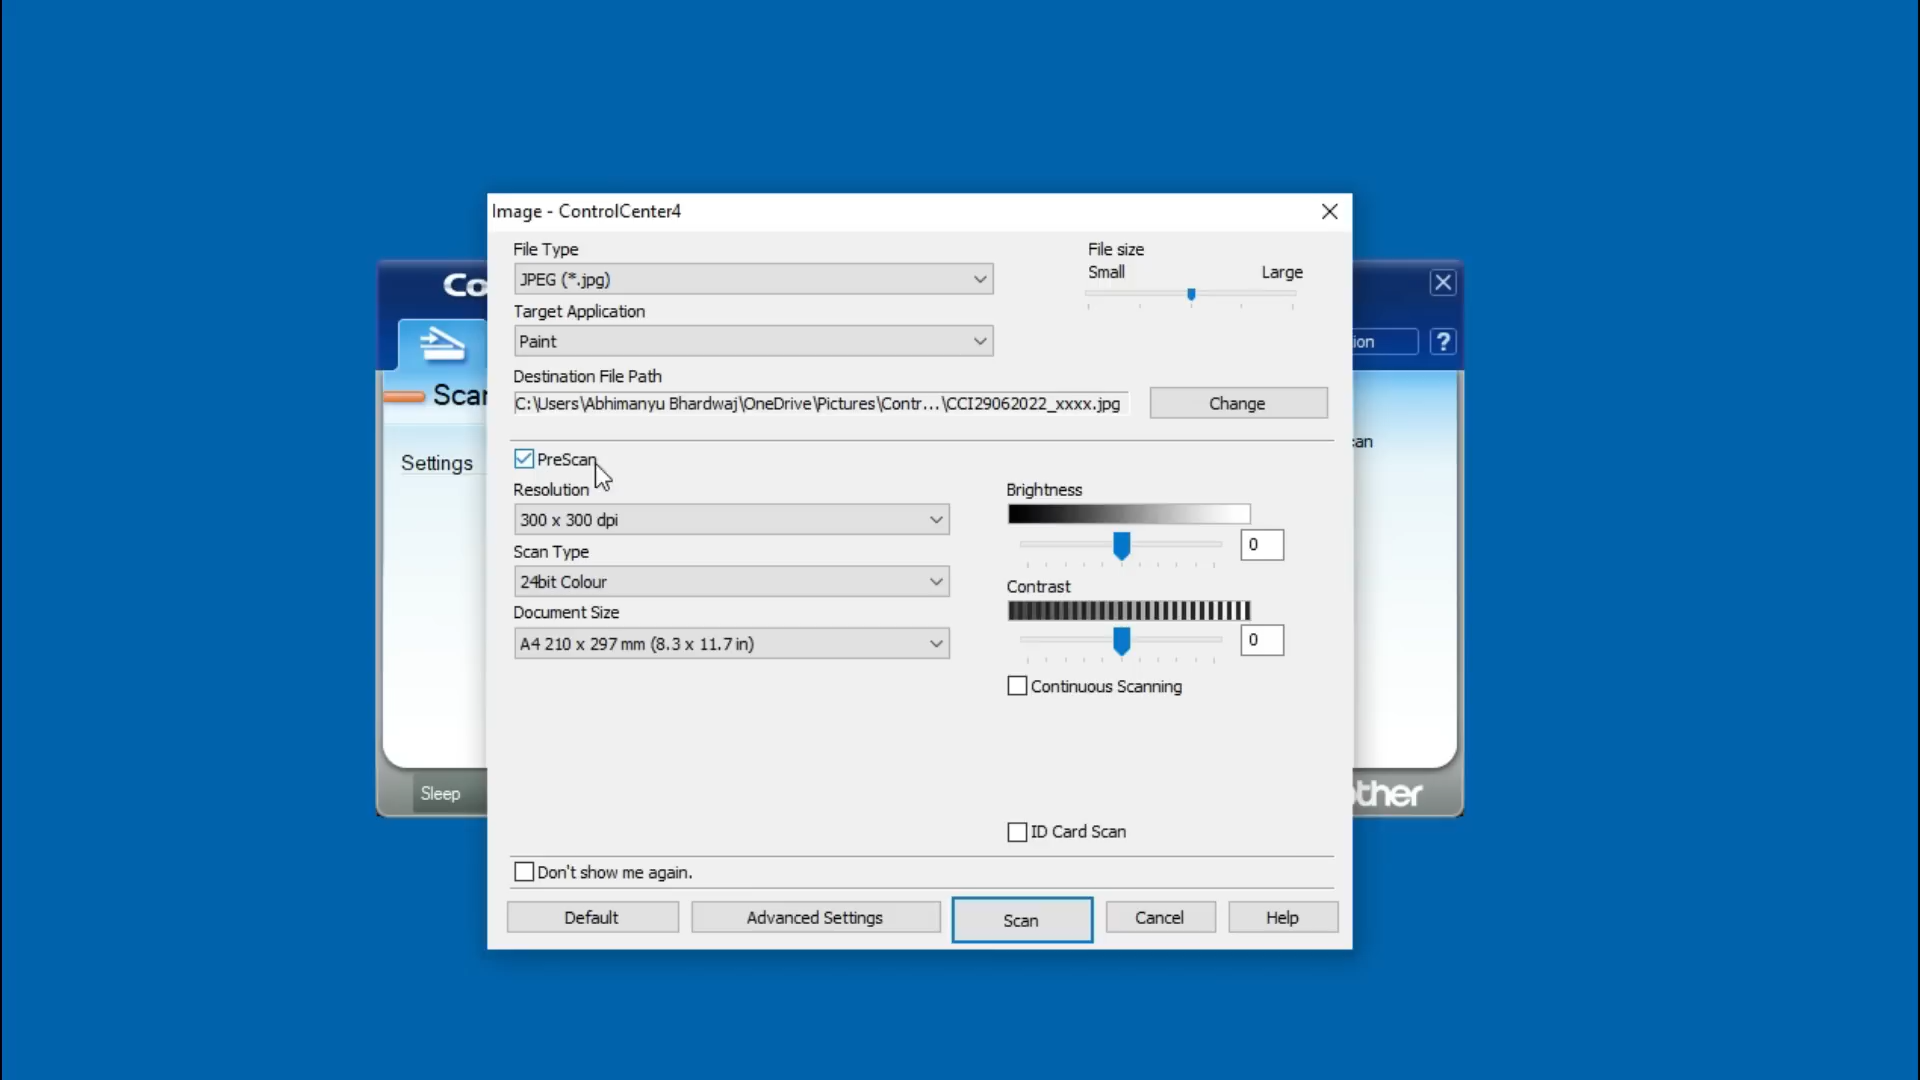 Image - ControlCenter4
File Type
File size
JPEG (*.jpg)
Small
Large
Target Application
Paint
Destination File Path
C:\Users\Abhimanyu Bhardwaj\OneDrive\Pictures\Contr...\CCI29062022_xxxx.jpg
Change
PreScan
Resolution
300 x 300 dpi
Scan Type
24bit Colour
Document Size
A4 210 x 297 mm (8.3 x 11.7 in)
Brightness
0
Contrast
0
Continuous Scanning
ID Card Scan
Don't show me again.
Default
Advanced Settings
Scan
Cancel
Help
Co
ion
?
Scan
Settings
can
Sleep
other